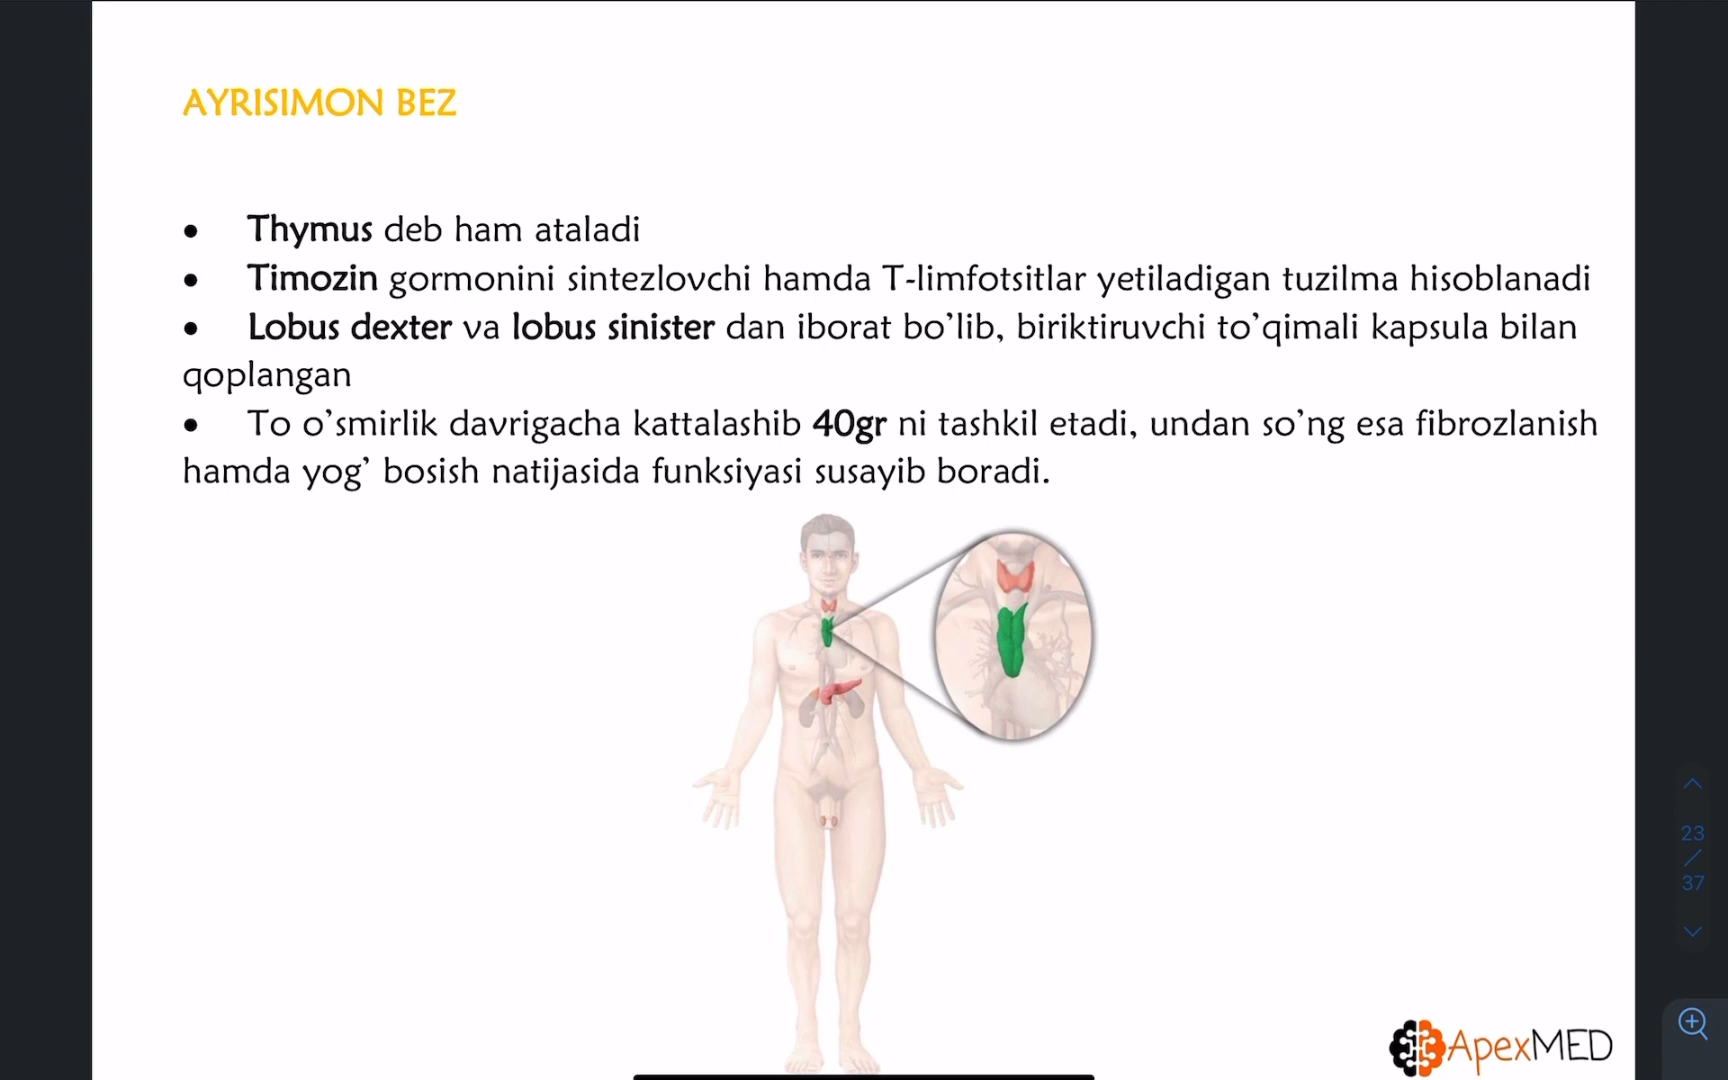 AYRISIMON BEZ
• Thymus deb ham ataladi
• Timozin gormonini sintezlovchi hamda T-limfotsitlar yetiladigan tuzilma hisoblanadi
• Lobus dexter va lobus sinister dan iborat bo’lib, biriktiruvchi to’qimali kapsula bilan
qoplangan
• To o’smirlik davrigacha kattalashib 40gr ni tashkil etadi, undan so’ng esa fibrozlanish
hamda yog’ bosish natijasida funksiyasi susayib boradi.
23
/
37
ApexMED